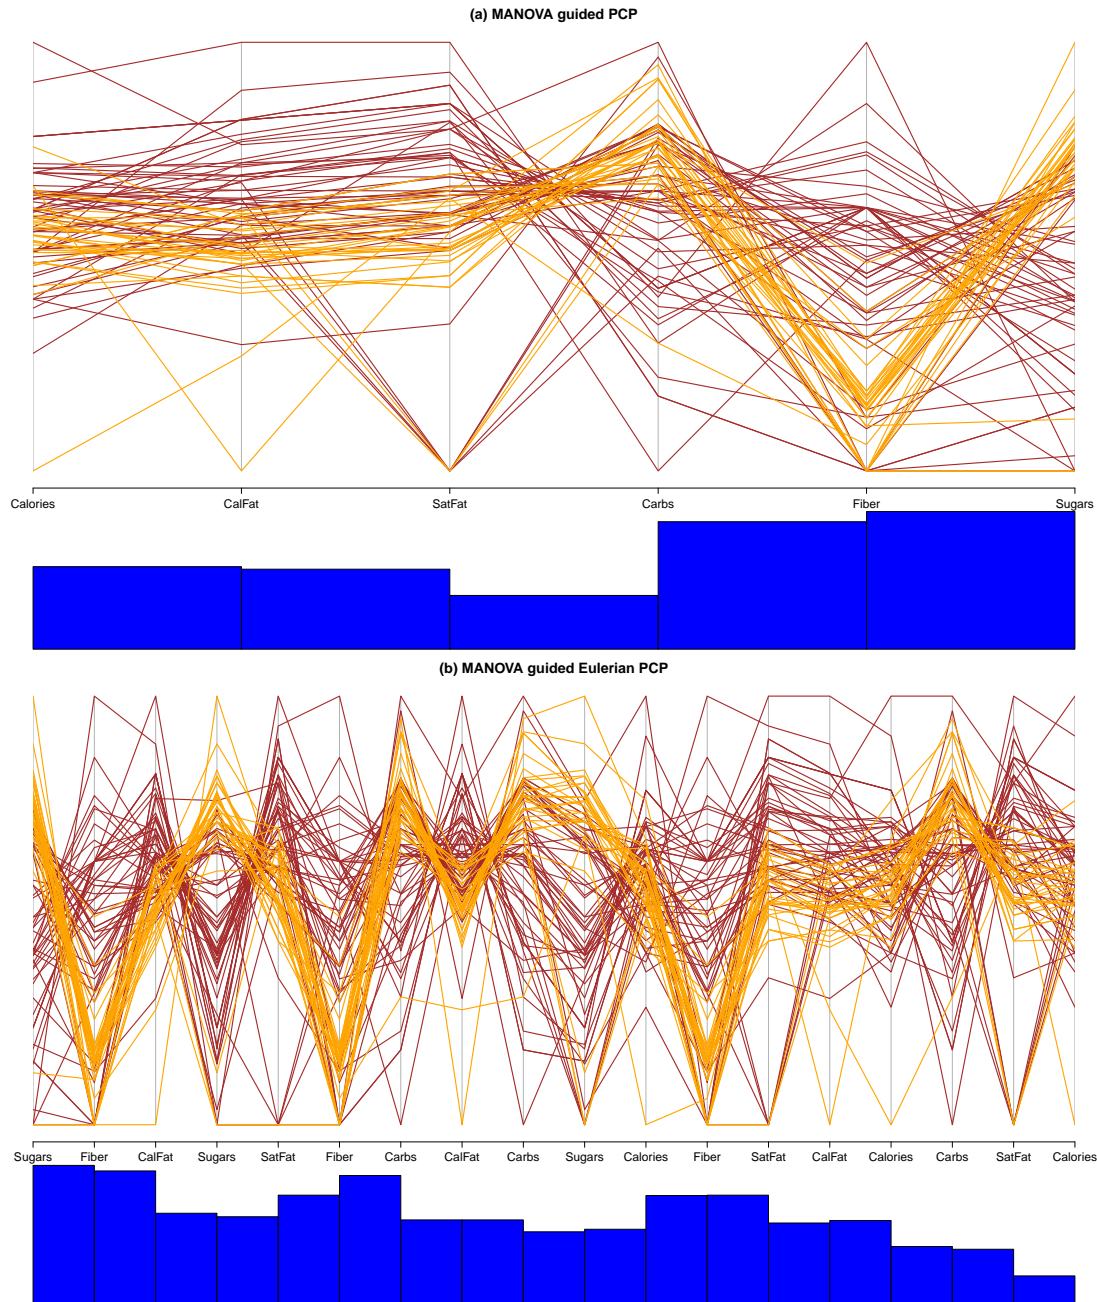 (a) MANOVA guided PCP
Calories CalFat SatFat Carbs Fiber Sugars
(b) MANOVA guided Eulerian PCP
Sugars Fiber CalFat Sugars SatFat Fiber Carbs CalFat Carbs Sugars Calories Fiber SatFat CalFat Calories Carbs SatFat Calories